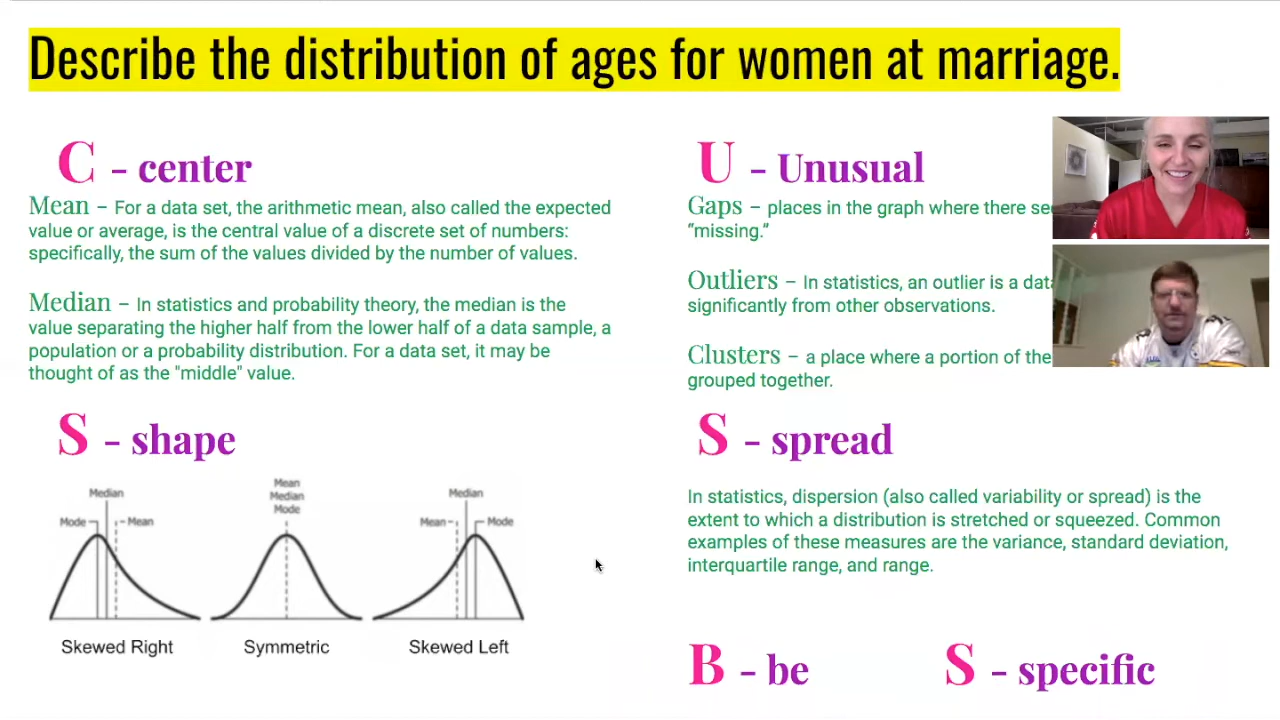 Describe the distribution of ages for women at marriage.
C - center
Mean – For a data set, the arithmetic mean, also called the expected
value or average, is the central value of a discrete set of numbers:
specifically, the sum of the values divided by the number of values.
Median – In statistics and probability theory, the median is the
value separating the higher half from the lower half of a data sample, a
population or a probability distribution. For a data set, it may be
thought of as the "middle" value.
S - shape
Median
Mode
Mean
Skewed Right
Mean
Median
Mode
Symmetric
Median
Mean
Mode
Skewed Left
U - Unusual
Gaps – places in the graph where there
"missing."
Outliers – In statistics, an outlier is a
significantly from other observations.
Clusters – a place where a portion of the
grouped together.
S - spread
In statistics, dispersion (also called variability or spread) is the
extent to which a distribution is stretched or squeezed. Common
examples of these measures are the variance, standard deviation,
interquartile range, and range.
B - be S - specific